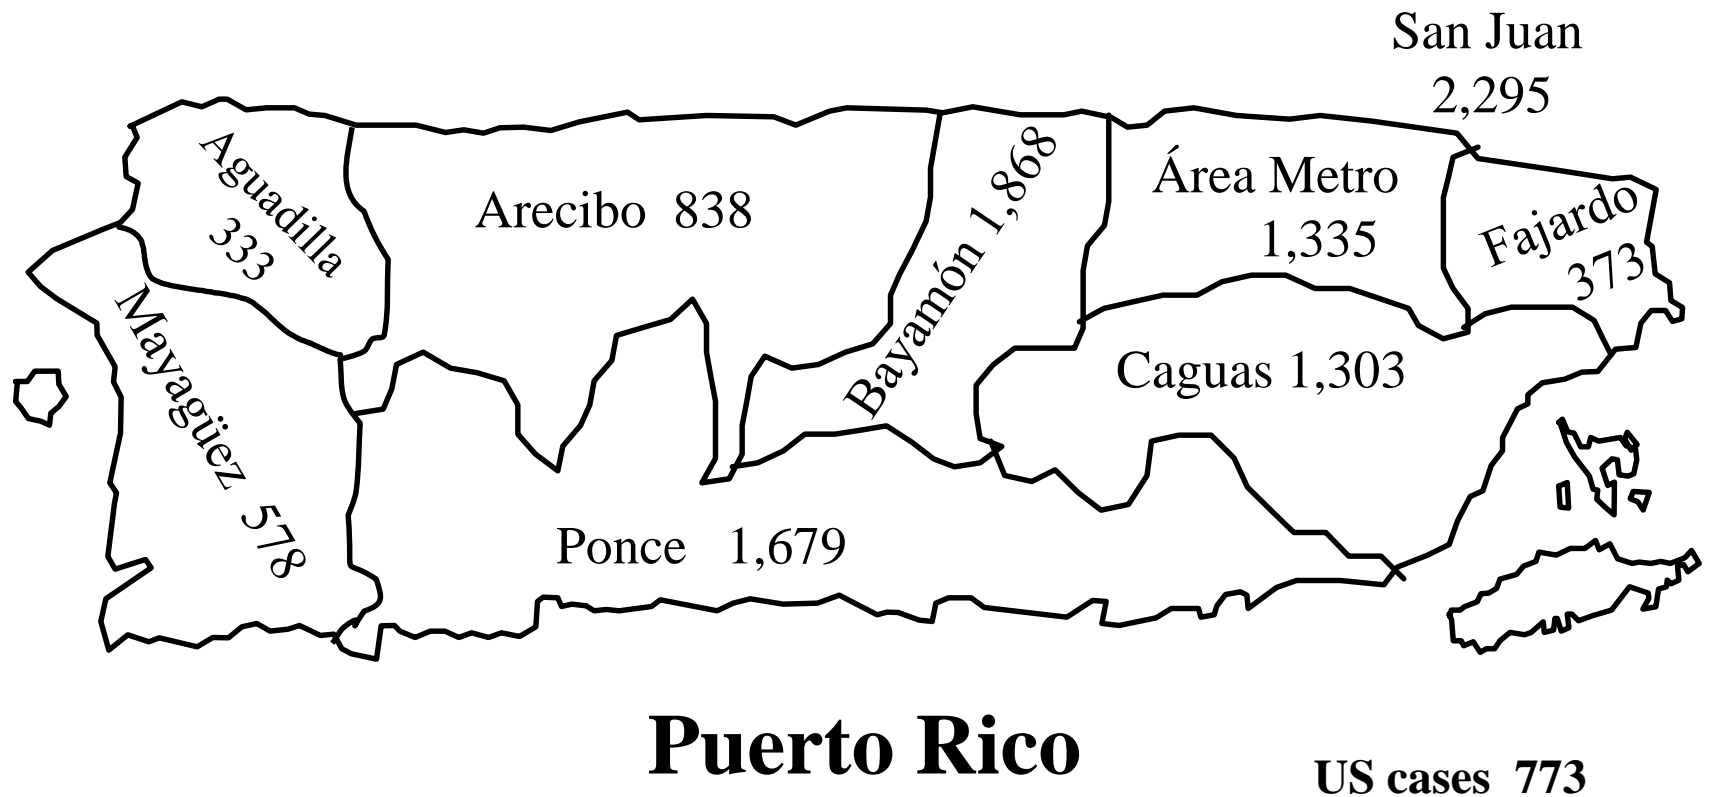 San Juan
2,295
Aguadilla
333
Arecibo 838
Bayamón 1,868
Área Metro
1,335
Fajardo
373
Mayagüez 578
Caguas 1,303
Ponce 1,679
Puerto Rico
US cases 773